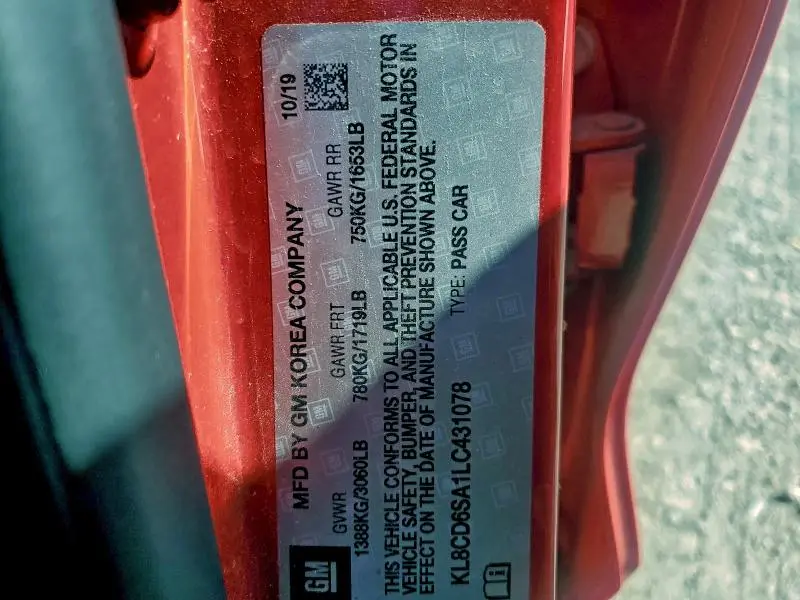 GM
MFD BY GM KOREA COMPANY 10/19
GVWR GAWR FRT GAWR RR
1388KG/3060LB 780KG/1719LB 750KG/1653LB
THIS VEHICLE CONFORMS TO ALL APPLICABLE U.S. FEDERAL MOTOR
VEHICLE SAFETY, BUMPER, AND THEFT PREVENTION STANDARDS IN
EFFECT ON THE DATE OF MANUFACTURE SHOWN ABOVE.
KL8CD6SA1LC431078 TYPE: PASS CAR